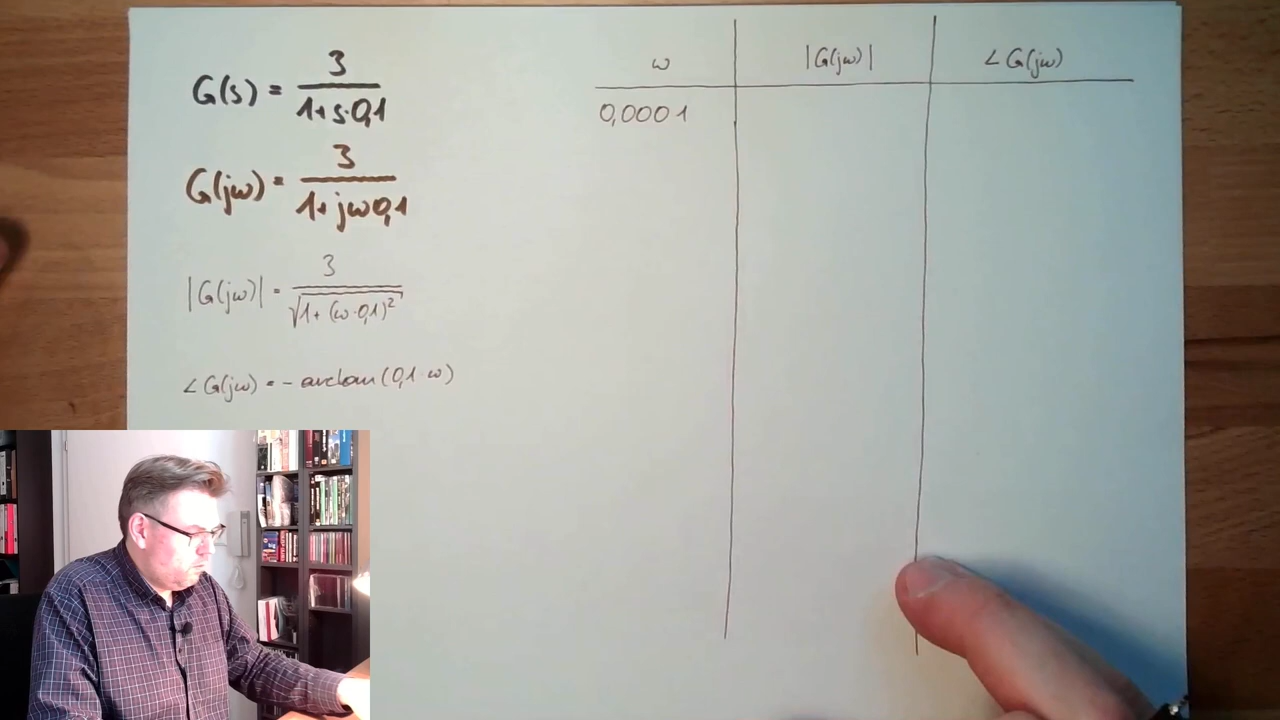 G(s) = 3 / (1+s·0,1)
G(jω) = 3 / (1+jω0,1)
|G(jω)| = 3 / √(1+(ω·0,1)²)
∠G(jω) = - arctan(0,1·ω)
ω |G(jω)| ∠G(jω)
0,0001